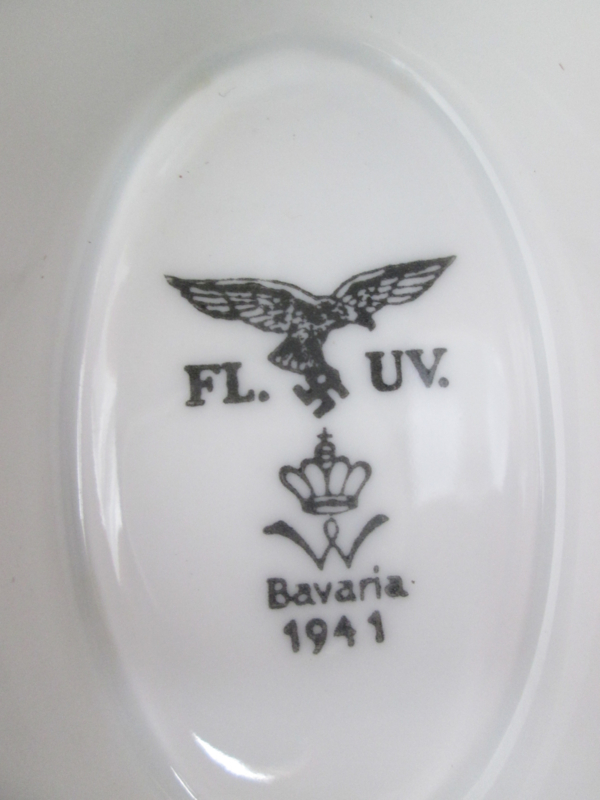 FL. UV.
W
Bavaria
1941